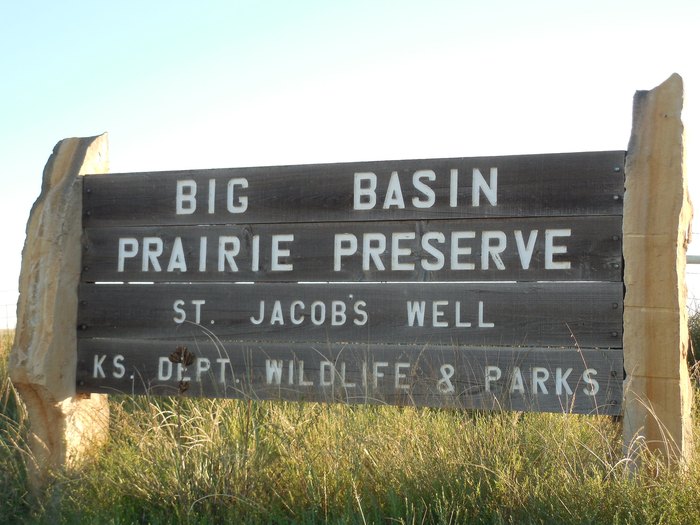 BIG BASIN
PRAIRIE PRESERVE
ST. JACOB'S WELL
KS. DEPT. WILDLIFE & PARKS